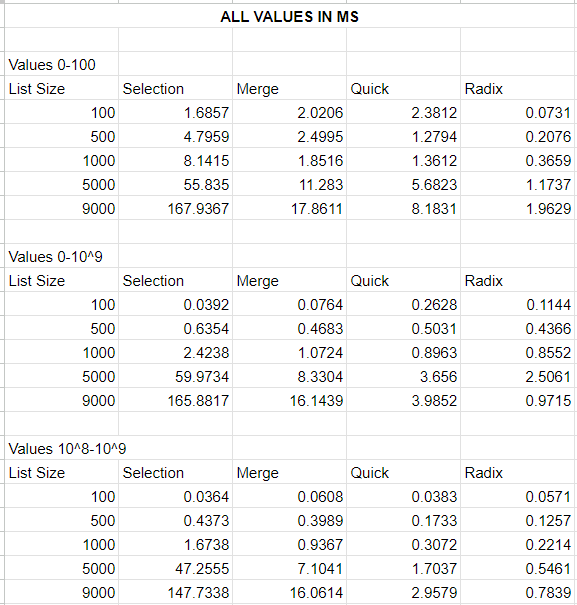 ALL VALUES IN MS
Values 0-100
List Size Selection Merge Quick Radix
100 1.6857 2.0206 2.3812 0.0731
500 4.7959 2.4995 1.2794 0.2076
1000 8.1415 1.8516 1.3612 0.3659
5000 55.835 11.283 5.6823 1.1737
9000 167.9367 17.8611 8.1831 1.9629
Values 0-10^9
List Size Selection Merge Quick Radix
100 0.0392 0.0764 0.2628 0.1144
500 0.6354 0.4683 0.5031 0.4366
1000 2.4238 1.0724 0.8963 0.8552
5000 59.9734 8.3304 3.656 2.5061
9000 165.8817 16.1439 3.9852 0.9715
Values 10^8-10^9
List Size Selection Merge Quick Radix
100 0.0364 0.0608 0.0383 0.0571
500 0.4373 0.3989 0.1733 0.1257
1000 1.6738 0.9367 0.3072 0.2214
5000 47.2555 7.1041 1.7037 0.5461
9000 147.7338 16.0614 2.9579 0.7839